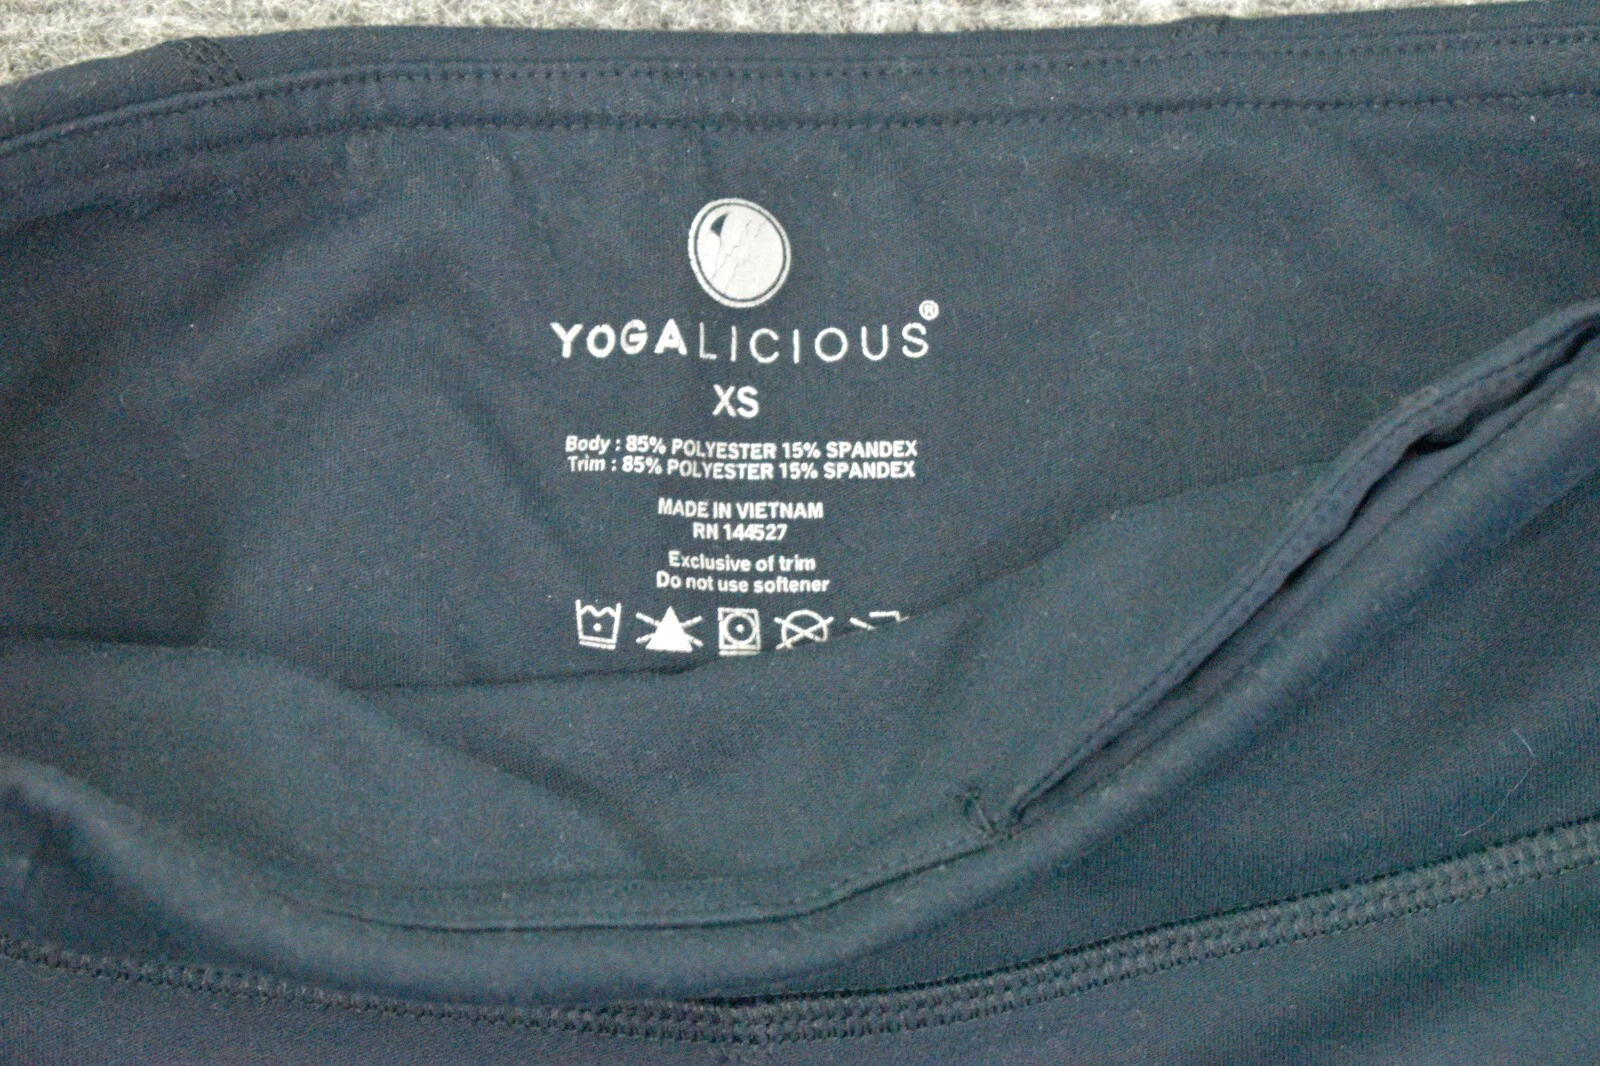 YOGALICIOUS®
XS
Body : 85% POLYESTER 15% SPANDEX
Trim : 85% POLYESTER 15% SPANDEX
MADE IN VIETNAM
RN 144527
Exclusive of trim
Do not use softener